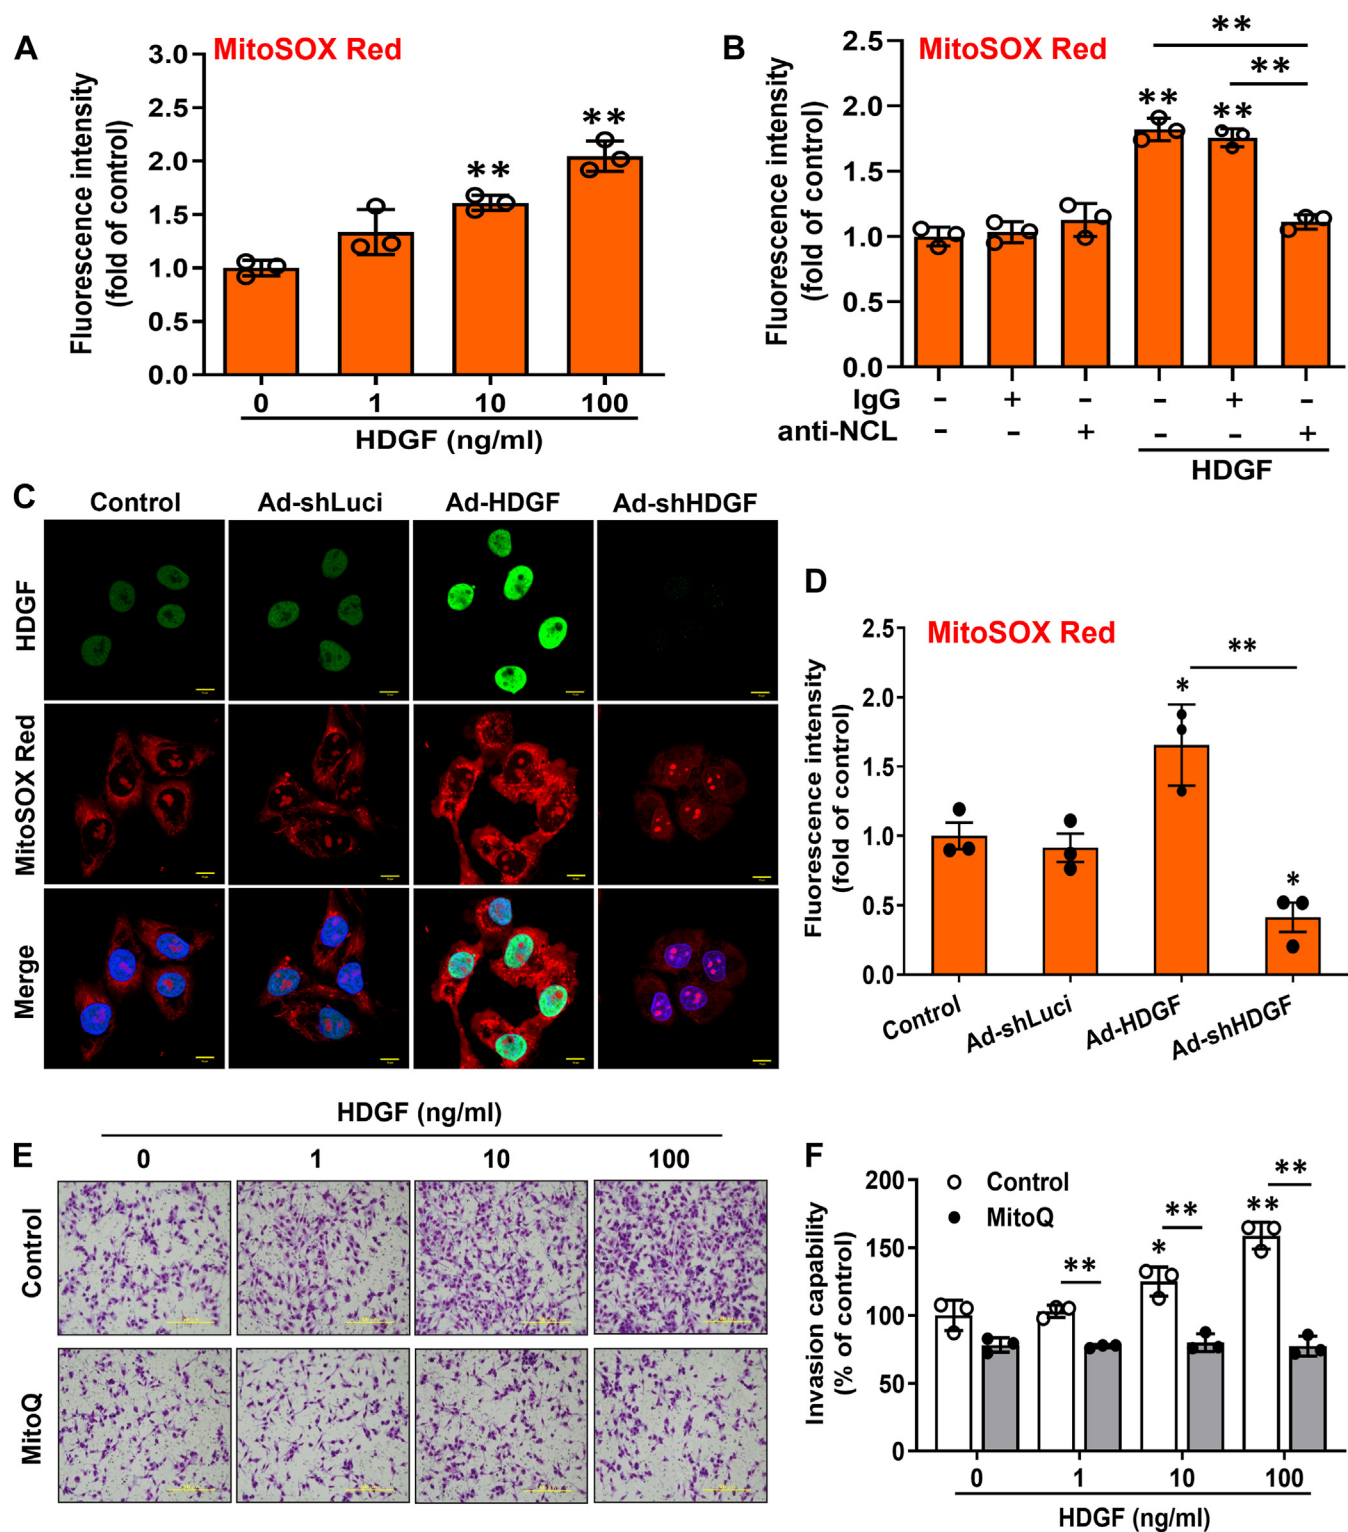 A
MitoSOX Red
Fluorescence intensity
(fold of control)
3.0
2.5
2.0
1.5
1.0
0.5
0.0
** **
0 1 10 100
HDGF (ng/ml)
B
MitoSOX Red
Fluorescence intensity
(fold of control)
2.5
2.0
1.5
1.0
0.5
0.0
**
**
** **
IgG - + - - + -
anti-NCL - - + - - +
HDGF
C
Control Ad-shLuci Ad-HDGF Ad-shHDGF
HDGF
MitoSOX Red
Merge
D
MitoSOX Red
Fluorescence intensity
(fold of control)
2.5
2.0
1.5
1.0
0.5
0.0
**
*
*
Control Ad-shLuci Ad-HDGF Ad-shHDGF
E
HDGF (ng/ml)
0 1 10 100
Control
MitoQ
F
Control
MitoQ
Invasion capability
(% of control)
200
150
100
50
0
**
**
**
*
**
0 1 10 100
HDGF (ng/ml)